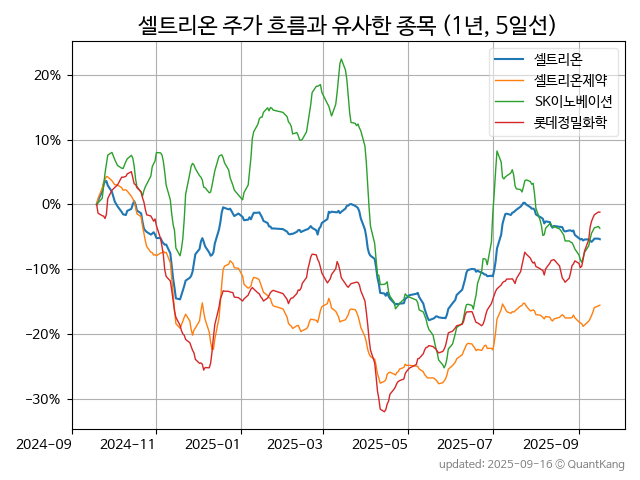 셀트리온 주가 흐름과 유사한 종목 (1년, 5일선)
셀트리온
셀트리온제약
SK이노베이션
롯데정밀화학
20%
10%
0%
−10%
−20%
−30%
2024-09
2024-11
2025-01
2025-03
2025-05
2025-07
2025-09
updated: 2025-09-16 © QuantKang